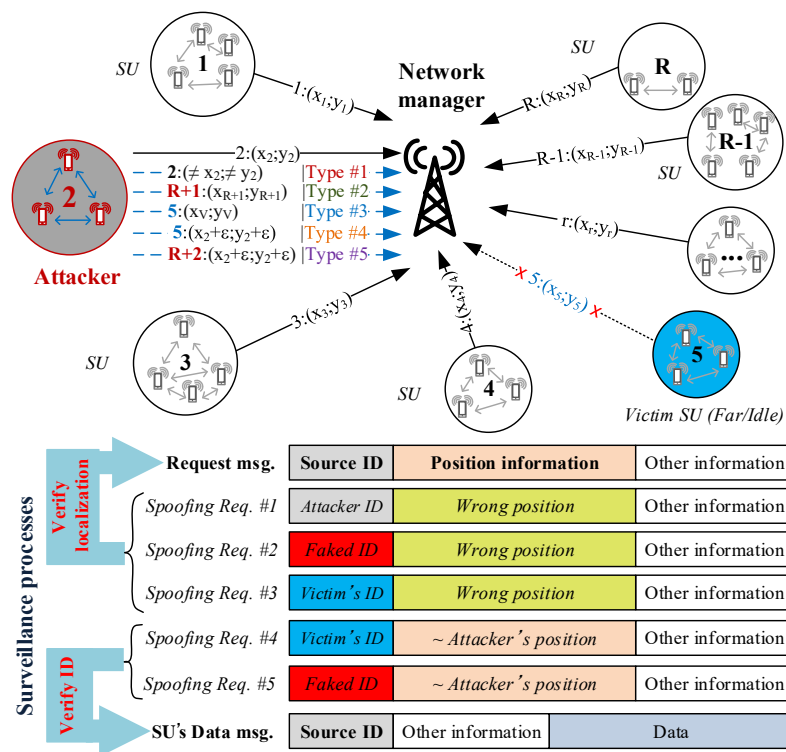 SU
1
1:(x1;y1)
Network
manager
SU
R
R:(xR;yR)
R-1
R-1:(xR-1;yR-1)
SU
2
Attacker
2:(x2;y2)
2:(≠ x2;≠ y2) |Type #1
R+1:(xR+1;yR+1) |Type #2
5:(xV;yV) |Type #3
5:(x2+ε;y2+ε) |Type #4
R+2:(x2+ε;y2+ε) |Type #5
r:(xr;yr)
...
3:(x3;y3)
SU
3
4:(x4;y4)
SU
4
x 5:(x5;y5) x
5
Victim SU (Far/Idle)
Surveillance processes
Verify
localization
Verify ID
Request msg. Source ID Position information Other information
Spoofing Req. #1 Attacker ID Wrong position Other information
Spoofing Req. #2 Faked ID Wrong position Other information
Spoofing Req. #3 Victim's ID Wrong position Other information
Spoofing Req. #4 Victim's ID ~ Attacker's position Other information
Spoofing Req. #5 Faked ID ~ Attacker's position Other information
SU's Data msg. Source ID Other information Data